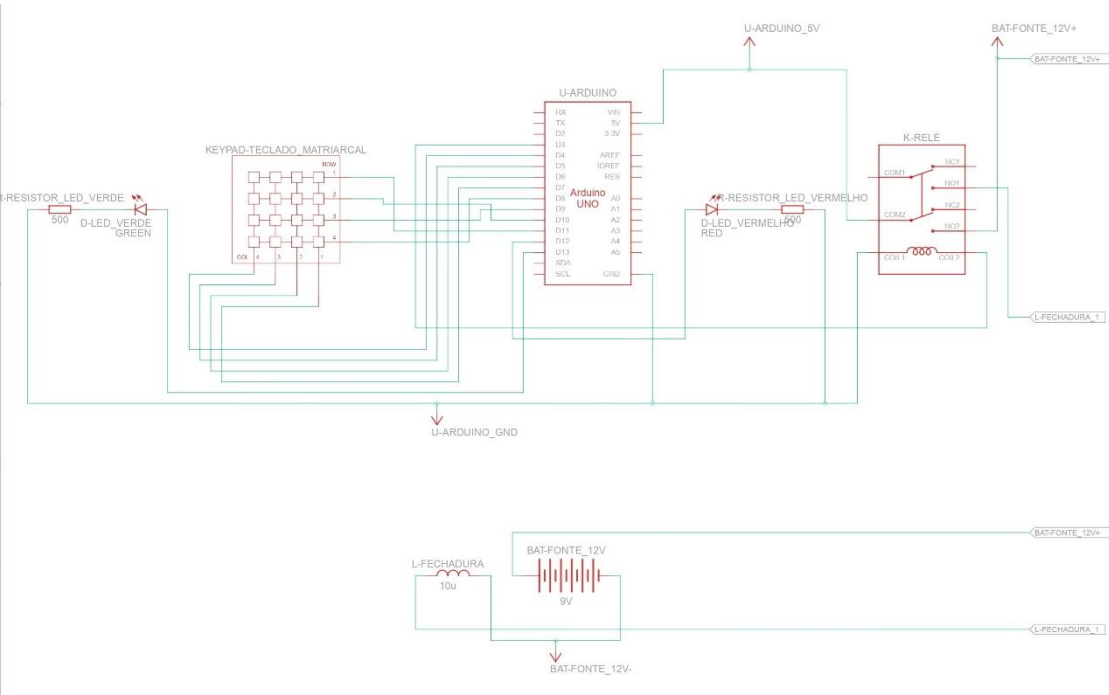 U-ARDUINO_5V
BAT-FONTE_12V+
BAT-FONTE_12V+
U-ARDUINO
RX
TX
D2
D3
D4
D5
D6
D7
D8
D9
D10
D11
D12
D13
SDA
SCL
VIN
5V
3.3V
AREF
IOREF
RES
A0
A1
A2
A3
A4
A5
GND
Arduino
UNO
KEYPAD-TECLADO_MATRIARCAL
ROW
1
2
3
4
COL 4 3 2 1
R-RESISTOR_LED_VERDE
500
D-LED_VERDE
GREEN
R-RESISTOR_LED_VERMELHO
500
D-LED_VERMELHO
RED
K-RELÉ
COM1
COM2
NC1
NO1
NC2
NO2
COIL1
COIL2
L-FECHADURA_1
U-ARDUINO_GND
BAT-FONTE_12V+
BAT-FONTE_12V
9V
L-FECHADURA
10u
L-FECHADURA_1
BAT-FONTE_12V-